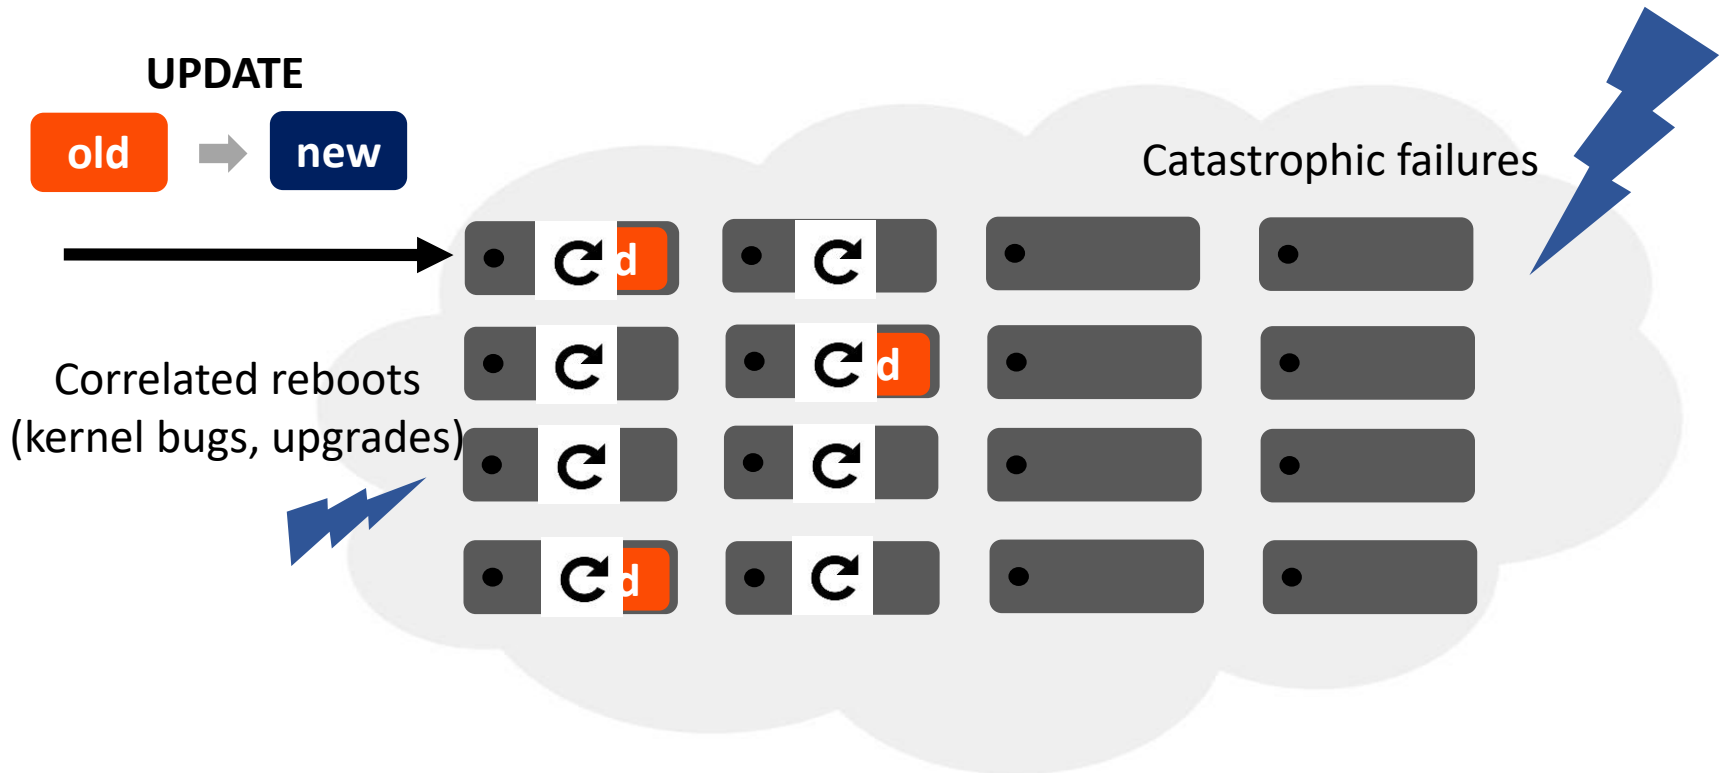 UPDATE
old
new
Catastrophic failures
d
d
Correlated reboots
(kernel bugs, upgrades)
d